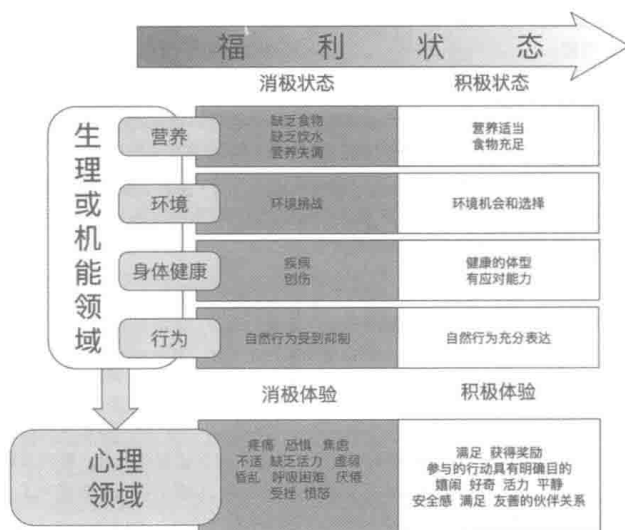 福利状态
消极状态 积极状态
生理或机能领域
营养
缺乏食物
缺乏饮水
营养失调
营养适当
食物充足
环境
环境挑战
环境机会和选择
身体健康
疾病
创伤
健康的体型
有应对能力
行为
自然行为受到抑制
自然行为充分表达
消极体验 积极体验
心理
领域
疼痛 恐惧 焦虑
不适 缺乏活力 虚弱
昏乱 呼吸困难 厌倦
受挫 愤怒
满足 获得奖励
参与的行动具有明确目的
嬉闹 好奇 活力 平静
安全感 满足 友善的伙伴关系